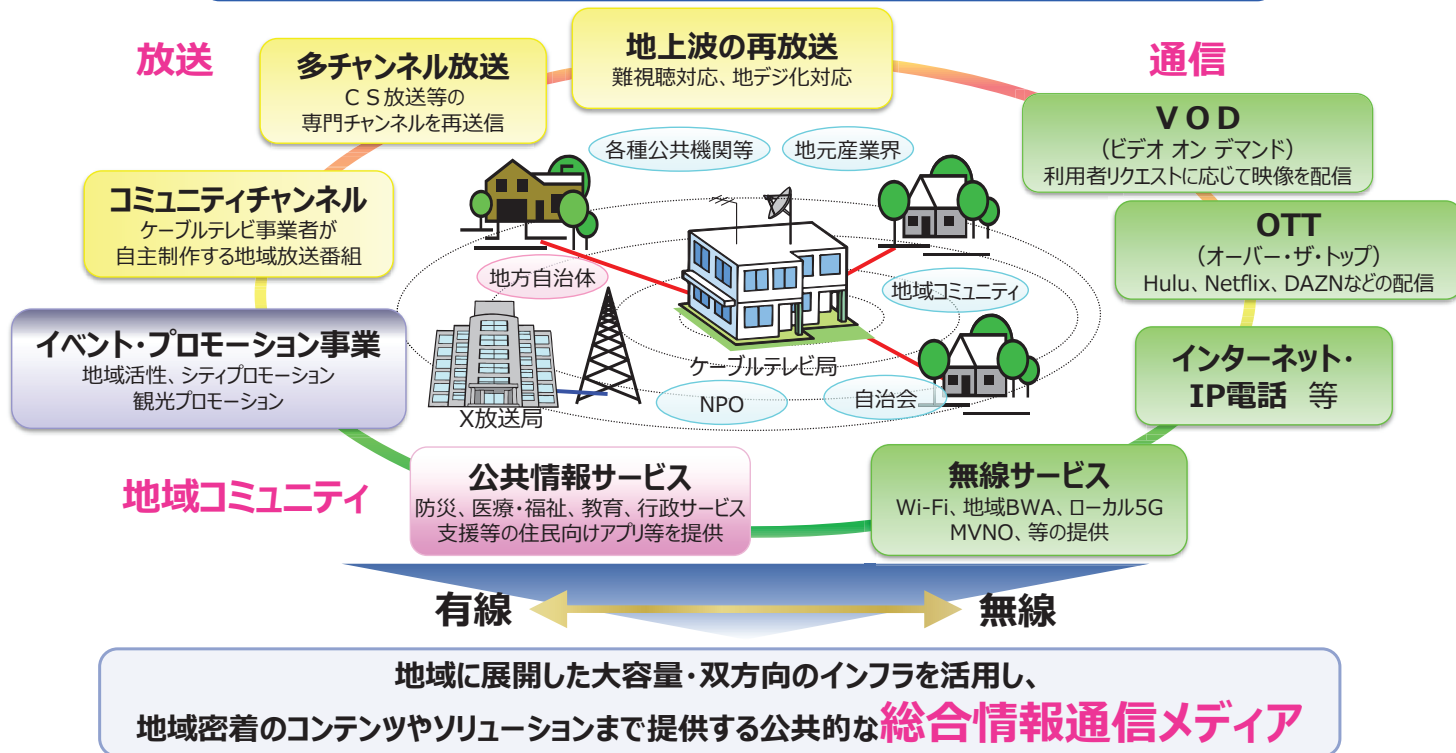 放送
通信
地上波の再放送
難視聴対応、地デジ化対応
多チャンネル放送
ＣＳ放送等の
専門チャンネルを再送信
コミュニティチャンネル
ケーブルテレビ事業者が
自主制作する地域放送番組
イベント・プロモーション事業
地域活性、シティプロモーション
観光プロモーション
ＶＯＤ
（ビデオ オン デマンド）
利用者リクエストに応じて映像を配信
OTT
（オーバー・ザ・トップ）
Hulu、Netflix、DAZNなどの配信
インターネット・
IP電話 等
各種公共機関等
地元産業界
地方自治体
地域コミュニティ
ケーブルテレビ局
X放送局
NPO
自治会
地域コミュニティ
公共情報サービス
防災、医療・福祉、教育、行政サービス
支援等の住民向けアプリ等を提供
無線サービス
Wi-Fi、地域BWA、ローカル5G
MVNO、等の提供
有線
無線
地域に展開した大容量・双方向のインフラを活用し、
地域密着のコンテンツやソリューションまで提供する公共的な総合情報通信メディア